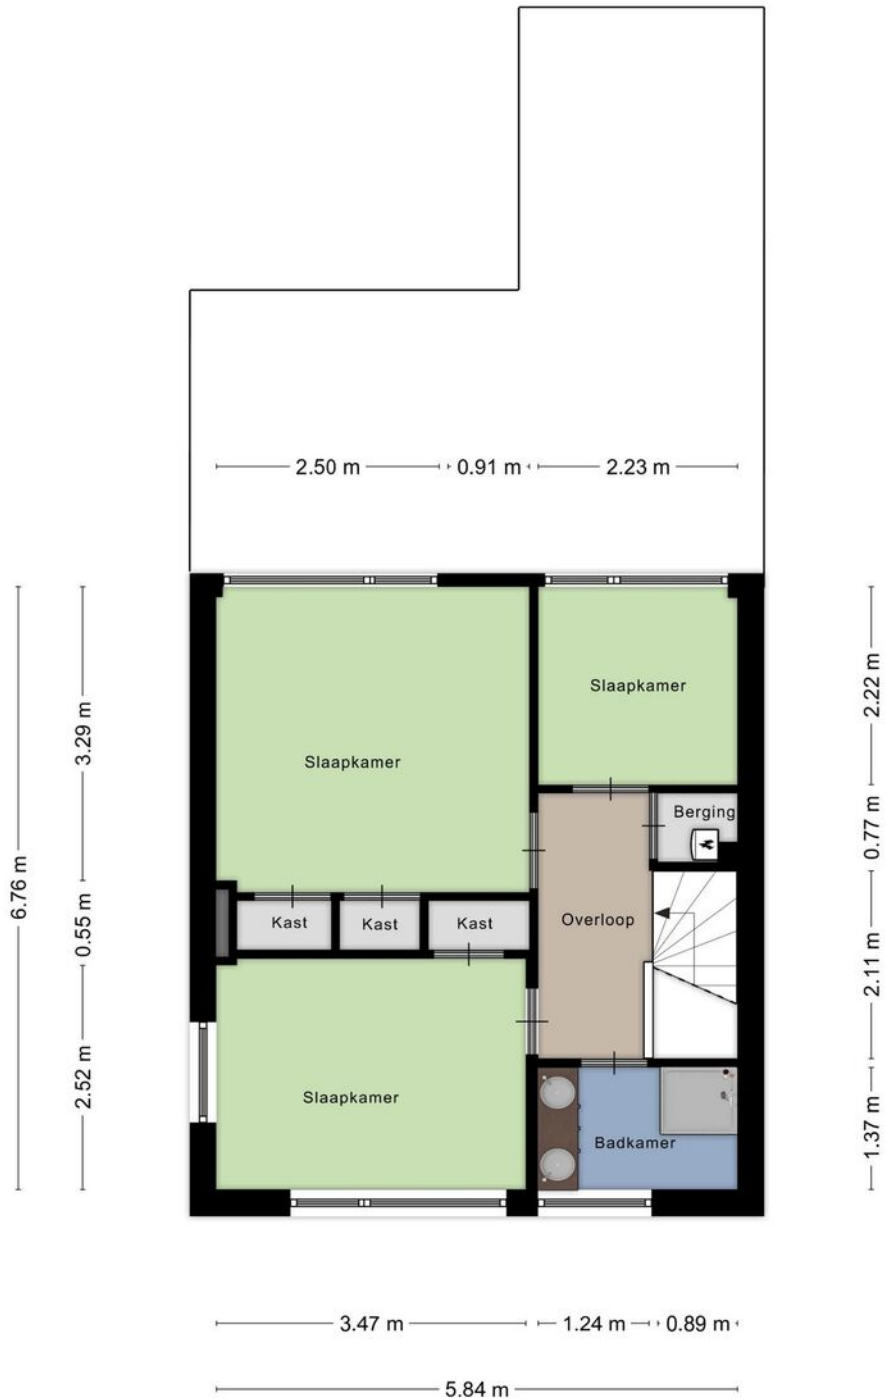 2.50 m
0.91 m
2.23 m
6.76 m
3.29 m
0.55 m
2.52 m
2.22 m
0.77 m
2.11 m
1.37 m
Slaapkamer
Slaapkamer
Berging
Kast
Kast
Kast
Overloop
Slaapkamer
Badkamer
3.47 m
1.24 m
0.89 m
5.84 m